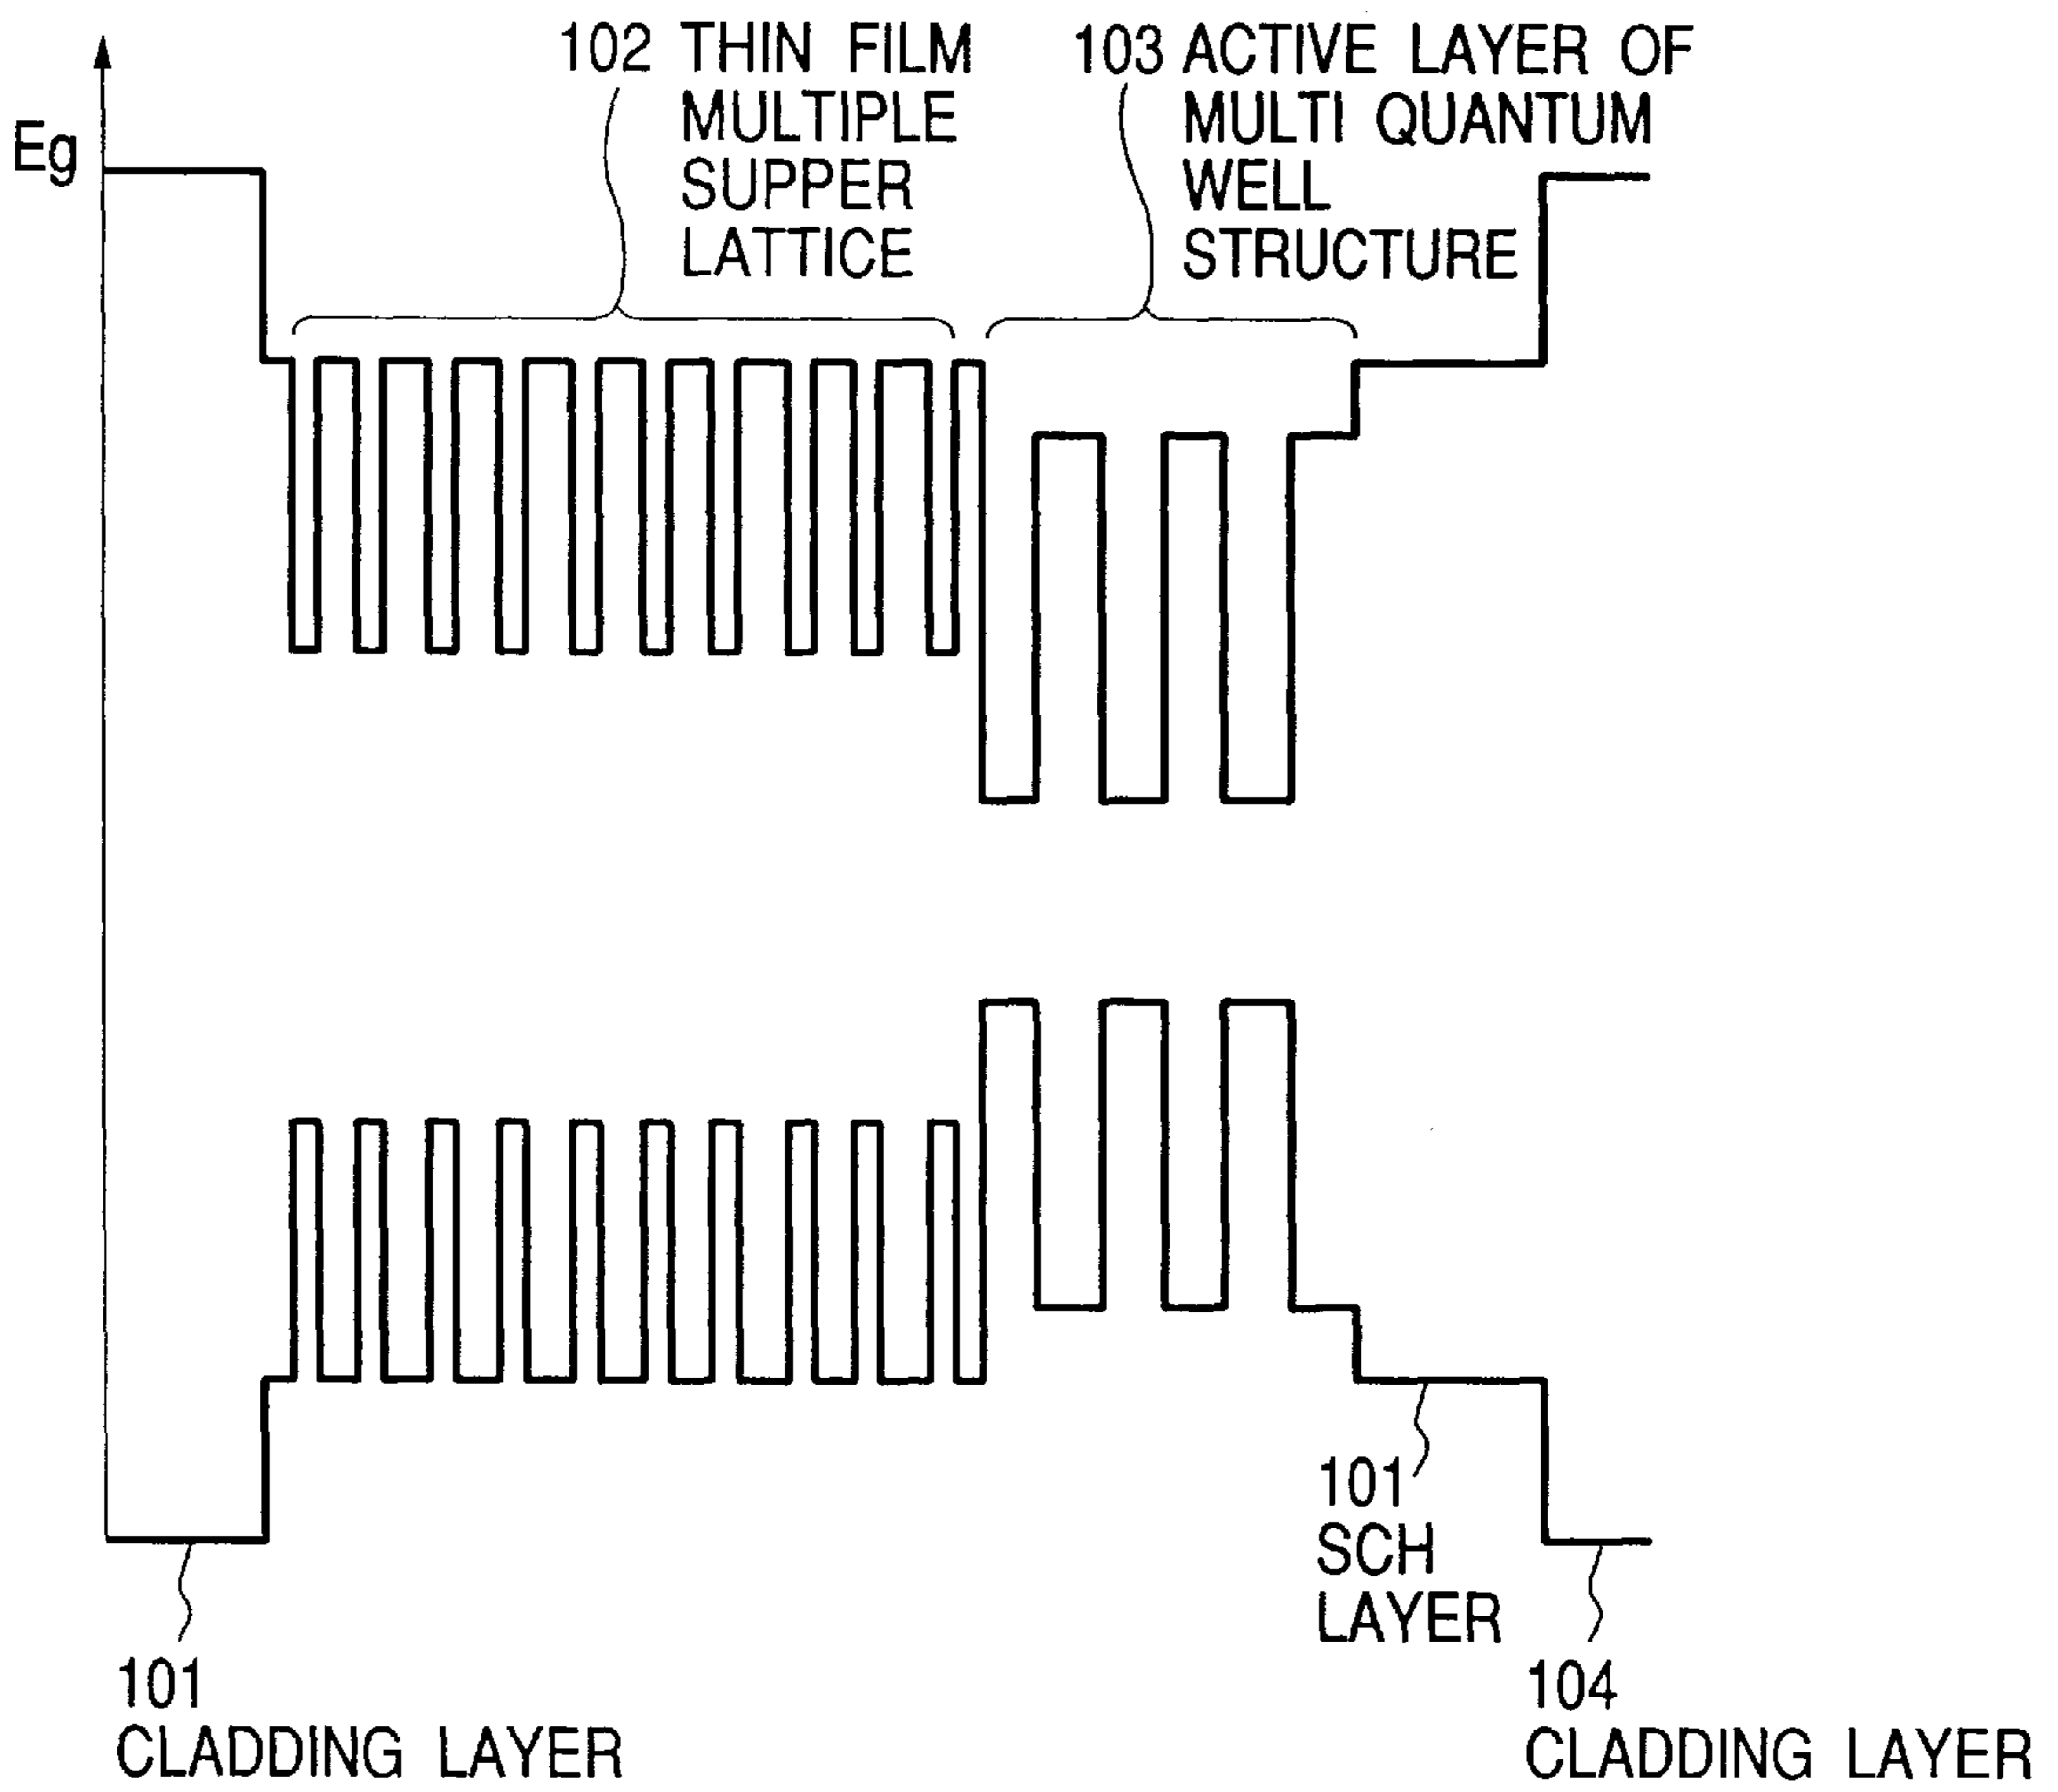 102 THIN FILM
MULTIPLE
SUPPER
LATTICE
103 ACTIVE LAYER OF
MULTI QUANTUM
WELL
STRUCTURE
Eg
101
SCH
LAYER
101
CLADDING LAYER
104
CLADDING LAYER